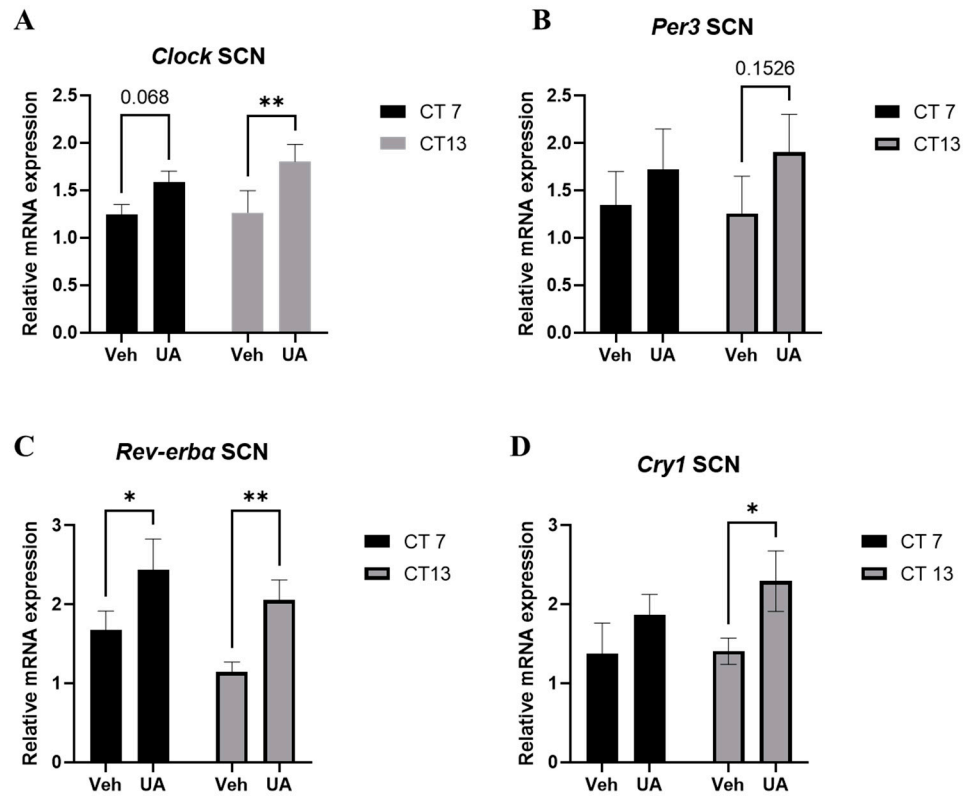 A
Clock SCN
Relative mRNA expression
2.5
2.0
1.5
1.0
0.5
0.0
0.068
**
Veh UA Veh UA
CT 7
CT13
B
Per3 SCN
Relative mRNA expression
2.5
2.0
1.5
1.0
0.5
0.0
0.1526
Veh UA Veh UA
CT 7
CT13
C
Rev-erbα SCN
Relative mRNA expression
3
2
1
0
*
**
Veh UA Veh UA
CT 7
CT13
D
Cry1 SCN
Relative mRNA expression
3
2
1
0
*
Veh UA Veh UA
CT 7
CT 13